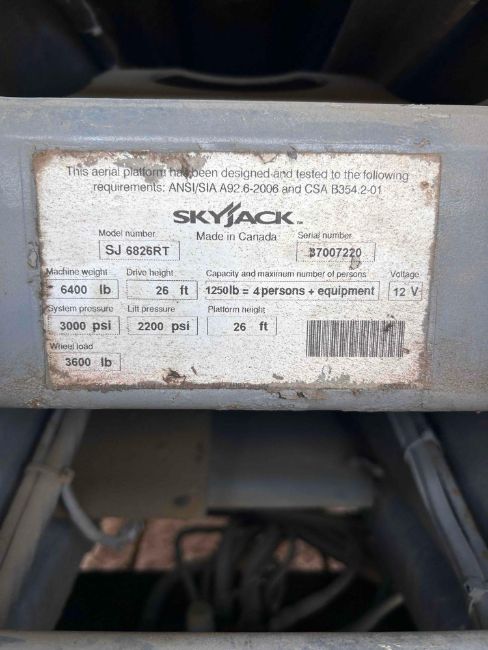 This aerial platform has been designed and tested to the following
requirements: ANSI/SIA A92.6-2006 and CSA B354.2-01
SKYJACK™
Model number Made in Canada Serial number
SJ 6826RT 37007220
Machine weight Drive height Capacity and maximum number of persons Voltage
6400 lb 26 ft 1250lb = 4persons + equipment 12 V
System pressure Lift pressure Platform height
3000 psi 2200 psi 26 ft
Wheel load
3600 lb